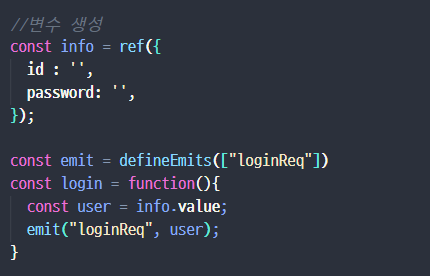 //변수 생성
const info = ref({
  id : '',
  password: '',
});

const emit = defineEmits(["loginReq"])
const login = function(){
  const user = info.value;
  emit("loginReq", user);
}